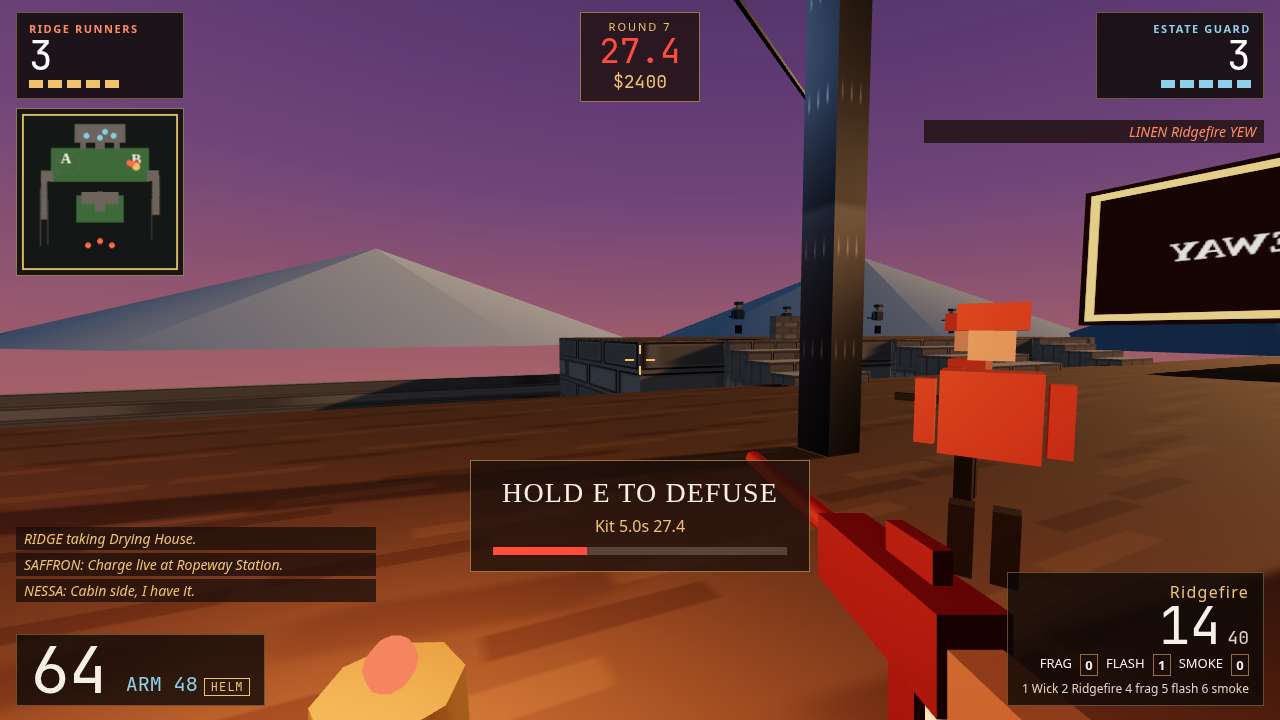 RIDGE RUNNERS
3
ROUND 7
27.4
$2400
ESTATE GUARD
3
A B
LINEN Ridgefire YEW
HOLD E TO DEFUSE
Kit 5.0s 27.4
RIDGE taking Drying House.
SAFFRON: Charge live at Ropeway Station.
NESSA: Cabin side, I have it.
64 ARM 48 HELM
Ridgefire
14 40
FRAG 0 FLASH 1 SMOKE 0
1 Wick 2 Ridgefire 4 frag 5 flash 6 smoke